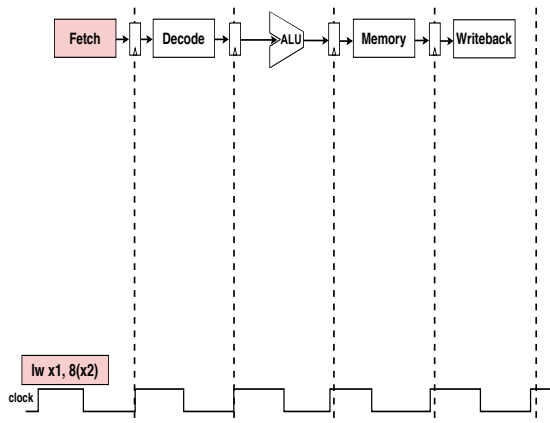 Fetch
Decode
ALU
Memory
Writeback
lw x1, 8(x2)
clock